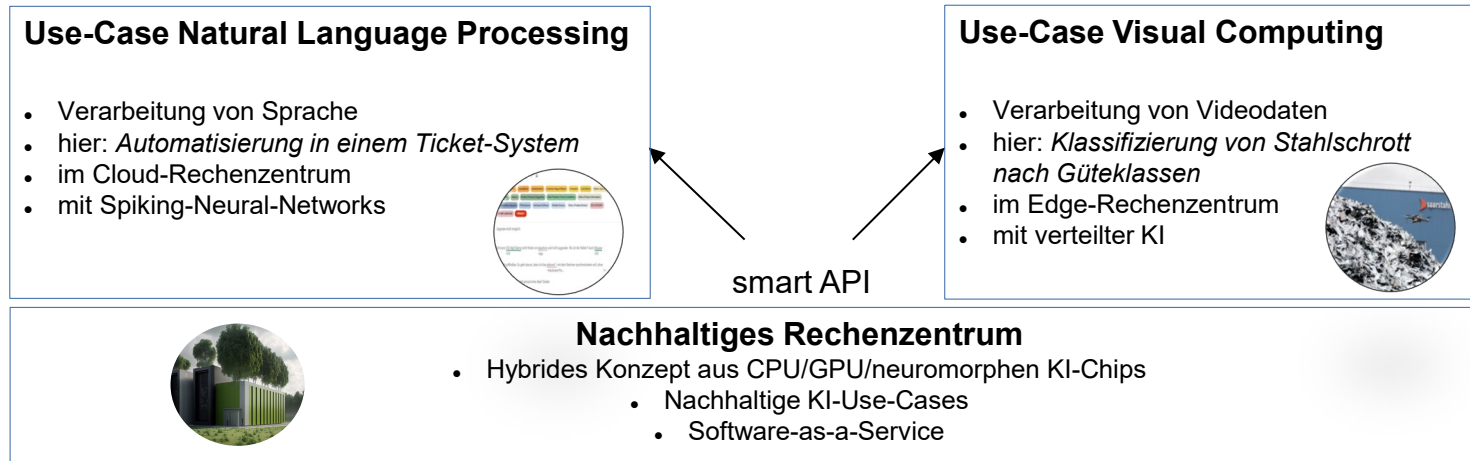 Use-Case Natural Language Processing
• Verarbeitung von Sprache
• hier: Automatisierung in einem Ticket-System
• im Cloud-Rechenzentrum
• mit Spiking-Neural-Networks
Use-Case Visual Computing
• Verarbeitung von Videodaten
• hier: Klassifizierung von Stahlschrott
nach Güteklassen
• im Edge-Rechenzentrum
• mit verteilter KI
smart API
Nachhaltiges Rechenzentrum
• Hybrides Konzept aus CPU/GPU/neuromorphen KI-Chips
• Nachhaltige KI-Use-Cases
• Software-as-a-Service